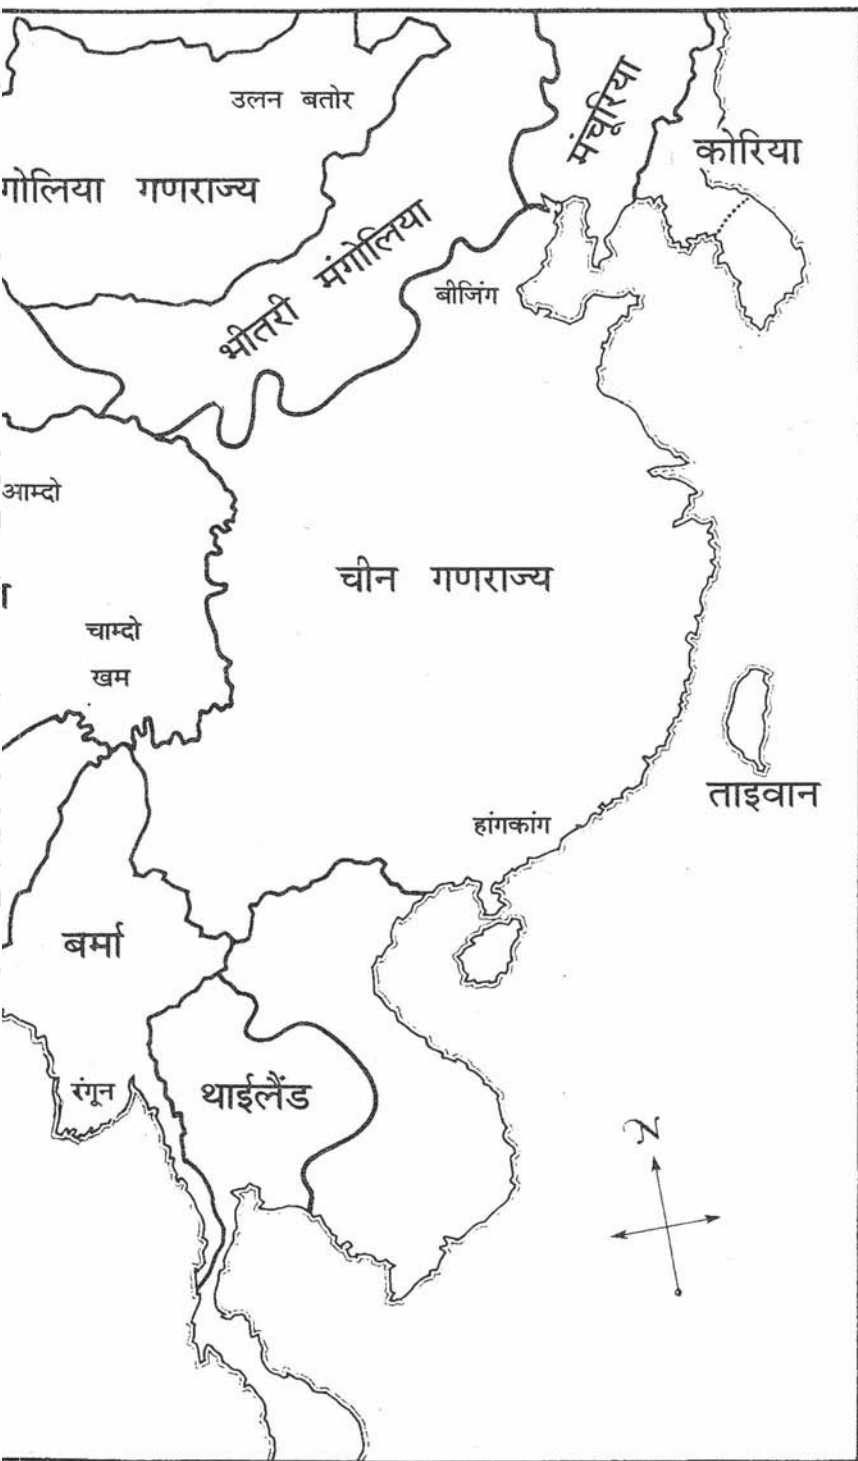 उलन बतोर
मंचूरिया
कोरिया
गोलिया गणराज्य
भीतरी मंगोलिया
बीजिंग
आम्दो
चीन गणराज्य
चाम्दो
खम
ताइवान
हांगकांग
बर्मा
रंगून
थाईलैंड
N